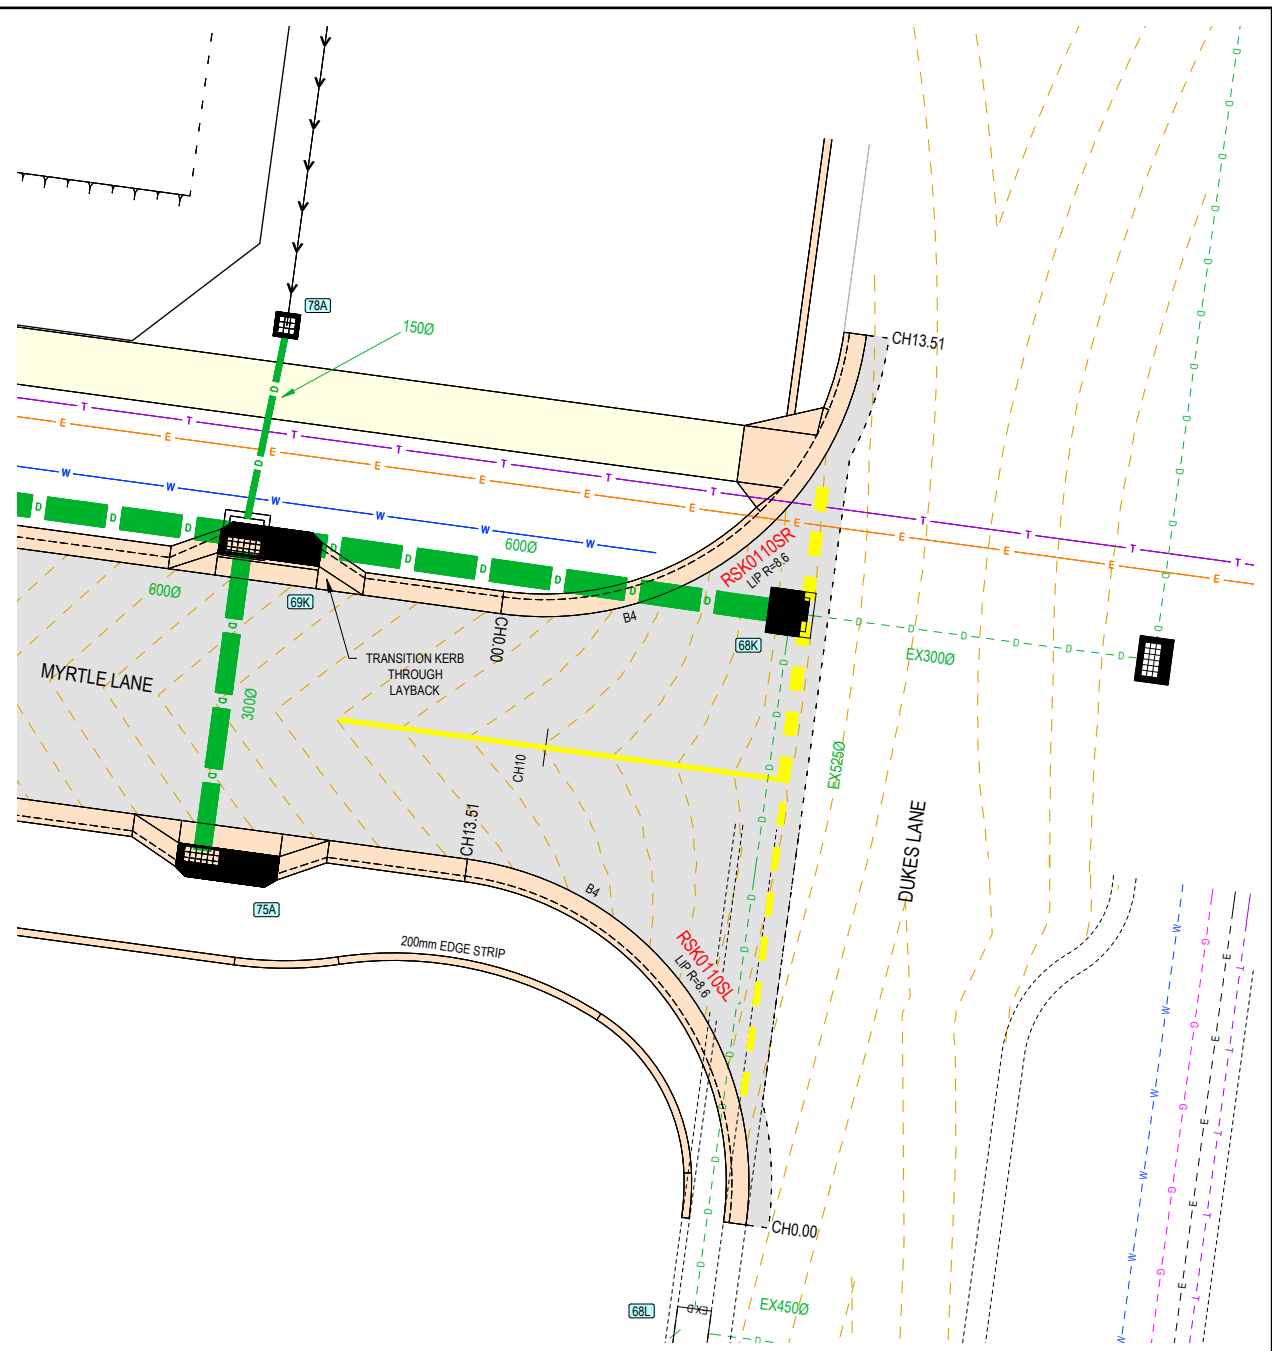 78A
150Ø
CH13.51
T T T T T T T T T T T T
E E E E E E E E E E E E
W W W W W W
D D D D D D D D
600Ø
RSK0110SR
LIP R=8.6
600Ø
69K
CH0.00
B4
68K
EX300Ø
TRANSITION KERB
THROUGH
LAYBACK
MYRTLE LANE
300Ø
CH10
EX525Ø
DUKES LANE
CH13.51
B4
75A
200mm EDGE STRIP
RSK0110SL
LIP R=8.6
CH0.00
68L
EXD
EX450Ø
W W W W W
G G G G
E E E E
T T T T